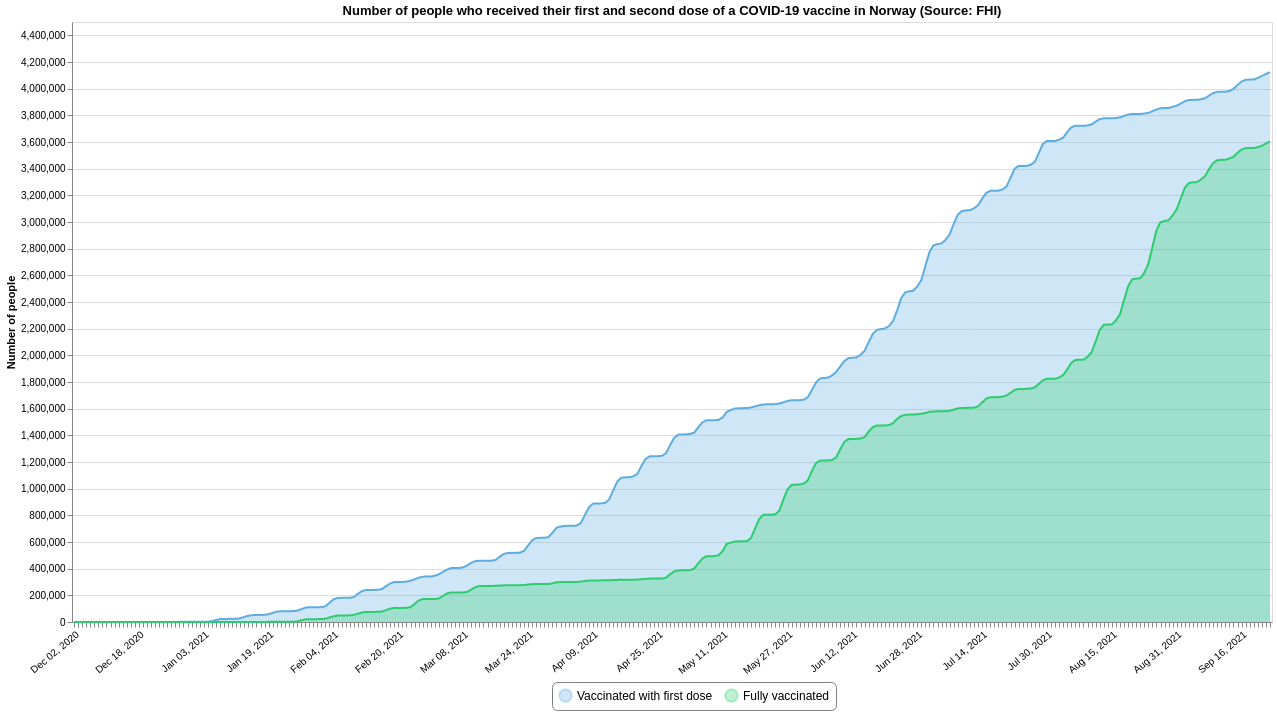 Number of people who received their first and second dose of a COVID-19 vaccine in Norway (Source: FHI)
Number of people
4,400,000
4,200,000
4,000,000
3,800,000
3,600,000
3,400,000
3,200,000
3,000,000
2,800,000
2,600,000
2,400,000
2,200,000
2,000,000
1,800,000
1,600,000
1,400,000
1,200,000
1,000,000
800,000
600,000
400,000
200,000
0
Dec 02, 2020
Dec 18, 2020
Jan 03, 2021
Jan 19, 2021
Feb 04, 2021
Feb 20, 2021
Mar 08, 2021
Mar 24, 2021
Apr 09, 2021
Apr 25, 2021
May 11, 2021
May 27, 2021
Jun 12, 2021
Jun 28, 2021
Jul 14, 2021
Jul 30, 2021
Aug 15, 2021
Aug 31, 2021
Sep 16, 2021
Vaccinated with first dose
Fully vaccinated